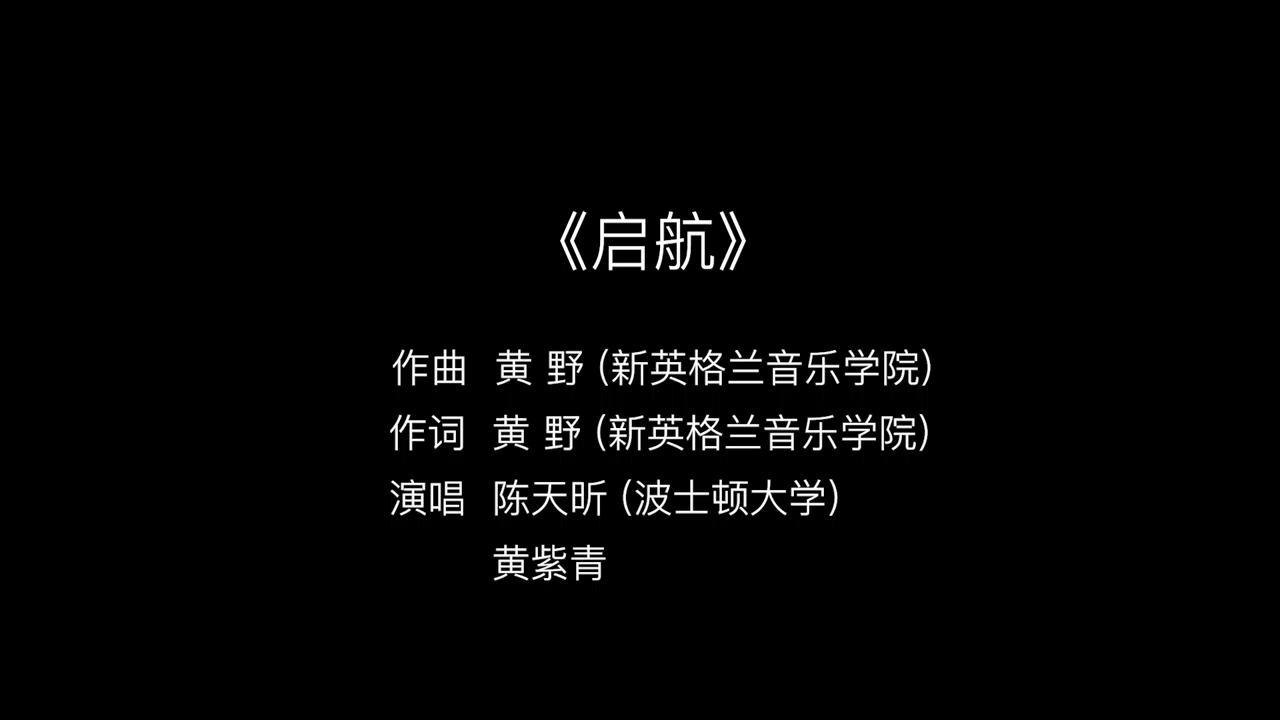 《启航》
作曲 黄 野 (新英格兰音乐学院)
作词 黄 野 (新英格兰音乐学院)
演唱 陈天昕 (波士顿大学)
黄紫青